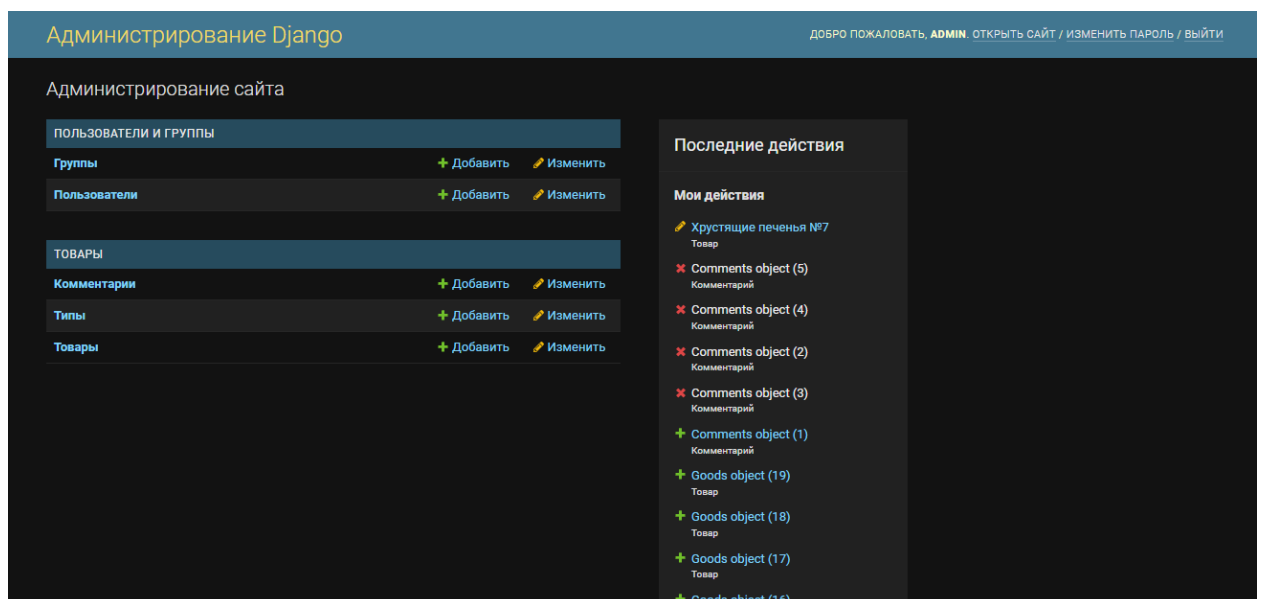 Администрирование Django
ДОБРО ПОЖАЛОВАТЬ, ADMIN. ОТКРЫТЬ САЙТ / ИЗМЕНИТЬ ПАРОЛЬ / ВЫЙТИ
Администрирование сайта
ПОЛЬЗОВАТЕЛИ И ГРУППЫ
Группы Добавить Изменить
Пользователи Добавить Изменить
ТОВАРЫ
Комментарии Добавить Изменить
Типы Добавить Изменить
Товары Добавить Изменить
Последние действия
Мои действия
Хрустящие печенья №7
Товар
Comments object (5)
Комментарий
Comments object (4)
Комментарий
Comments object (2)
Комментарий
Comments object (3)
Комментарий
Comments object (1)
Комментарий
Goods object (19)
Товар
Goods object (18)
Товар
Goods object (17)
Товар
Goods object (16)